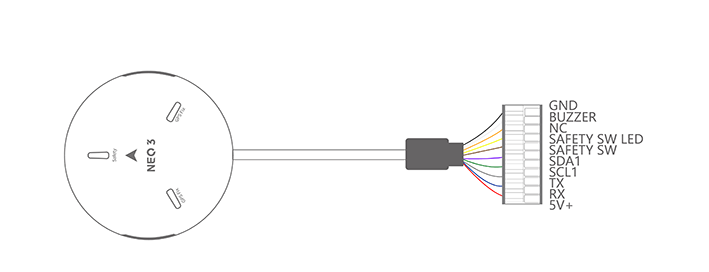 GND
BUZZER
NC
SAFETY SW LED
SAFETY SW
SDA1
SCL1
TX
RX
5V+
NEO 3
Safety